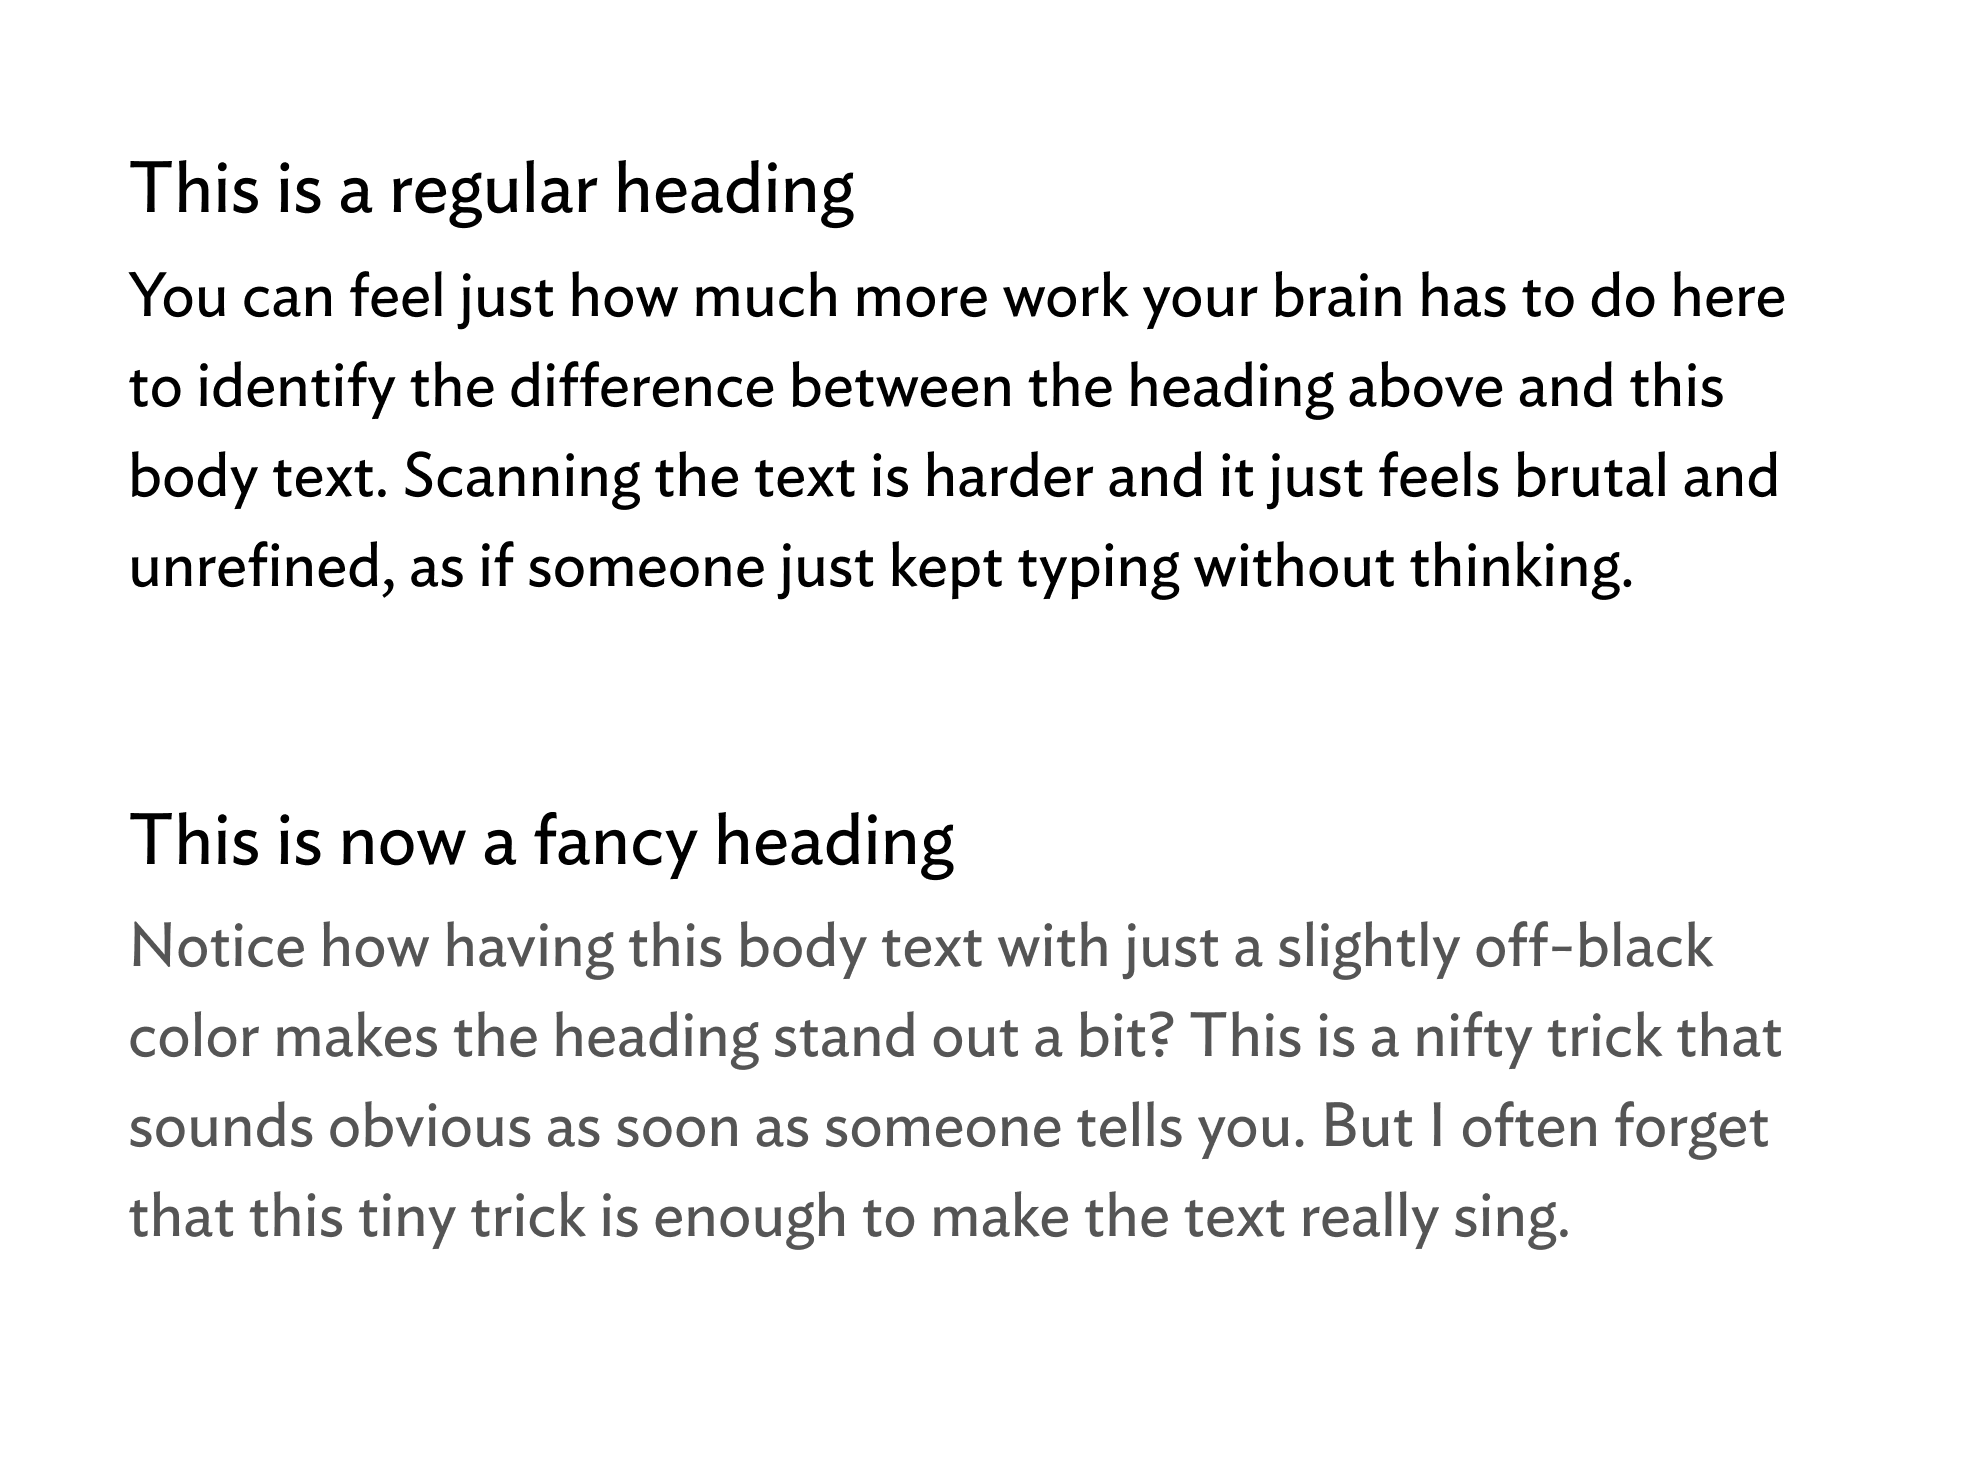 This is a regular heading
You can feel just how much more work your brain has to do here
to identify the difference between the heading above and this
body text. Scanning the text is harder and it just feels brutal and
unrefined, as if someone just kept typing without thinking.
This is now a fancy heading
Notice how having this body text with just a slightly off-black
color makes the heading stand out a bit? This is a nifty trick that
sounds obvious as soon as someone tells you. But I often forget
that this tiny trick is enough to make the text really sing.